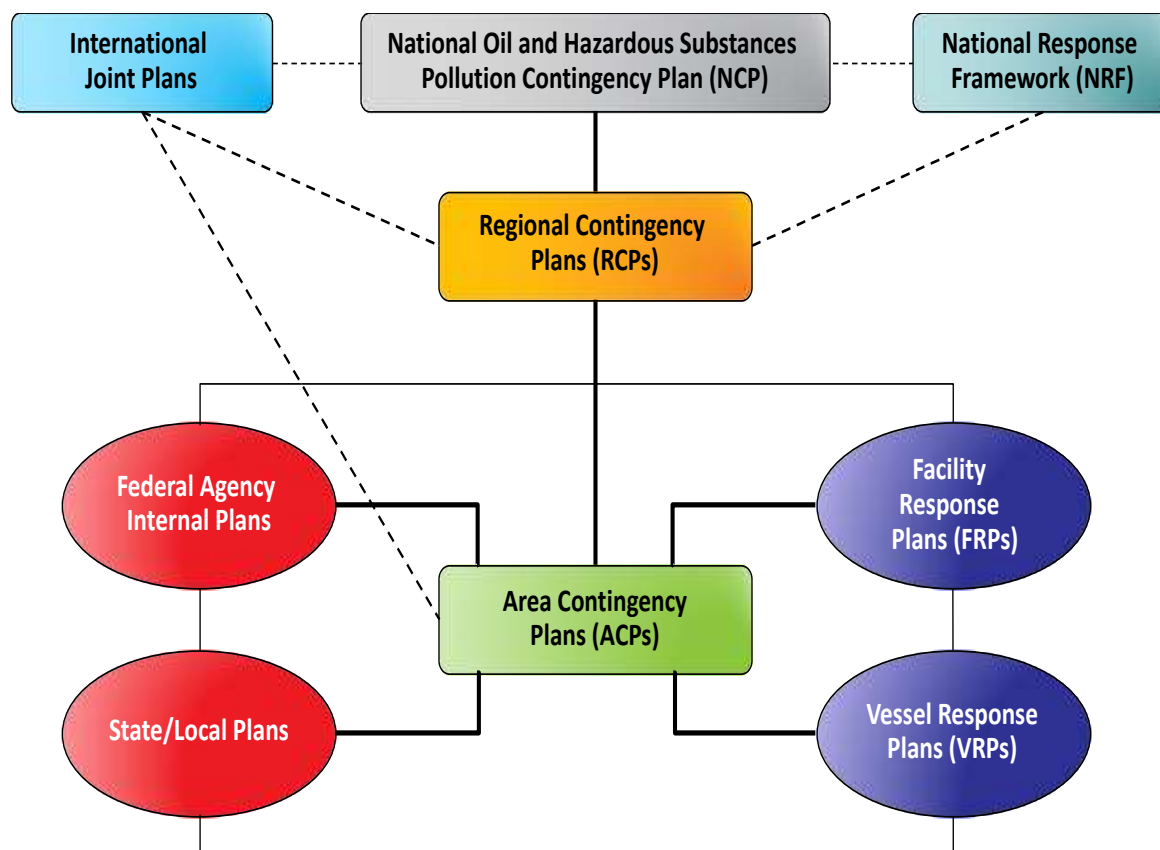 International
Joint Plans
National Oil and Hazardous Substances
Pollution Contingency Plan (NCP)
National Response
Framework (NRF)
Regional Contingency
Plans (RCPs)
Federal Agency
Internal Plans
Facility
Response
Plans (FRPs)
Area Contingency
Plans (ACPs)
State/Local Plans
Vessel Response
Plans (VRPs)